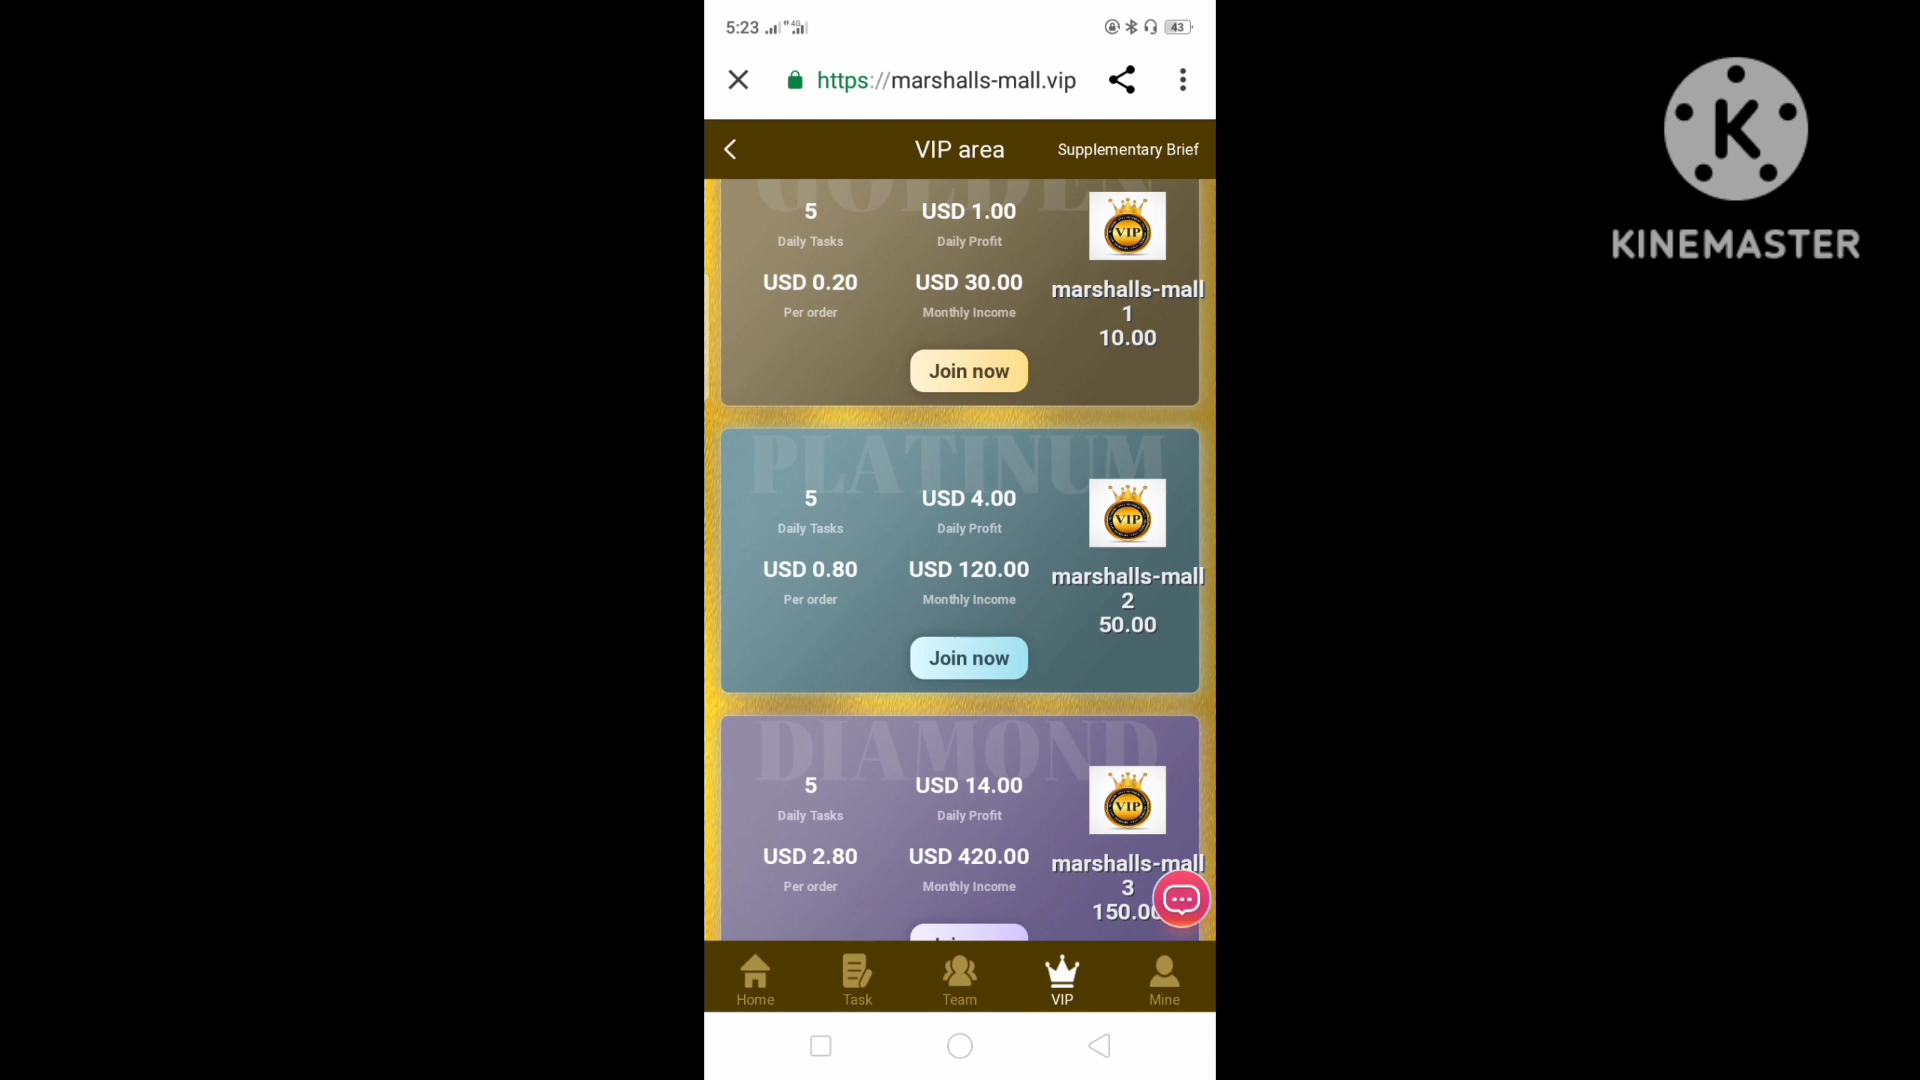 5:23 4G 43
https://marshalls-mall.vip
VIP area Supplementary Brief
GOLDEN
5 USD 1.00
Daily Tasks Daily Profit
VIP
USD 0.20 USD 30.00
Per order Monthly Income
marshalls-mall
1
10.00
Join now
PLATINUM
5 USD 4.00
Daily Tasks Daily Profit
VIP
USD 0.80 USD 120.00
Per order Monthly Income
marshalls-mall
2
50.00
Join now
DIAMOND
5 USD 14.00
Daily Tasks Daily Profit
VIP
USD 2.80 USD 420.00
Per order Monthly Income
marshalls-mall
3
Home Task Team VIP Mine
K
KINEMASTER